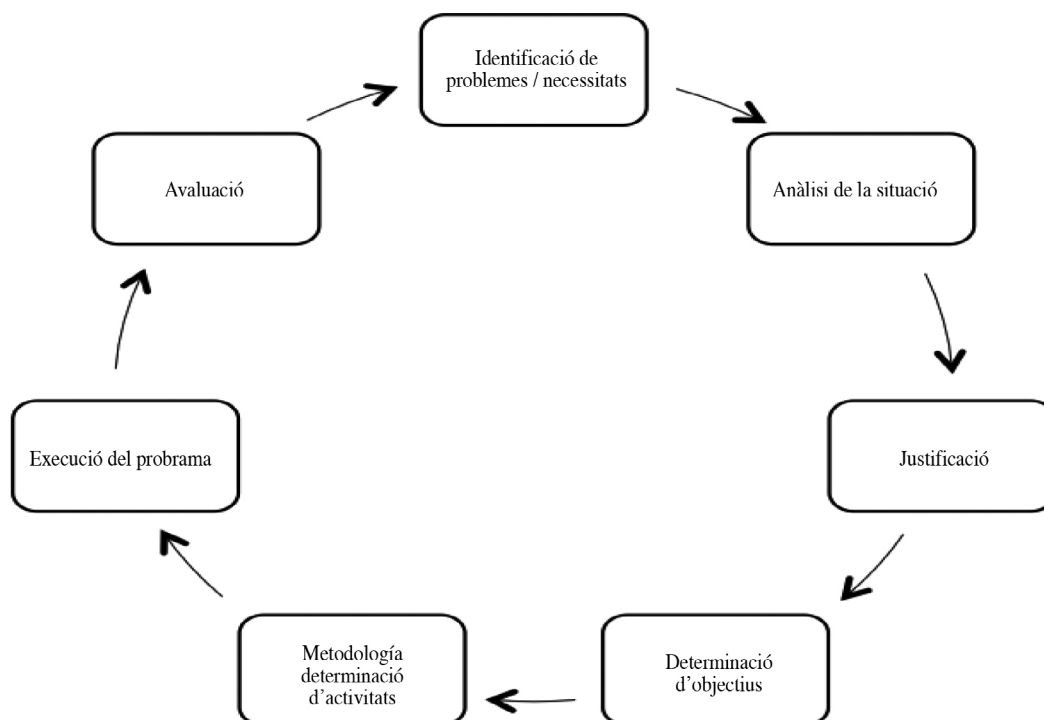 Identificació de
problemes / necessitats
Anàlisi de la situació
Justificació
Determinació
d’objectius
Metodología
determinació
d’activitats
Execució del probrama
Avaluació